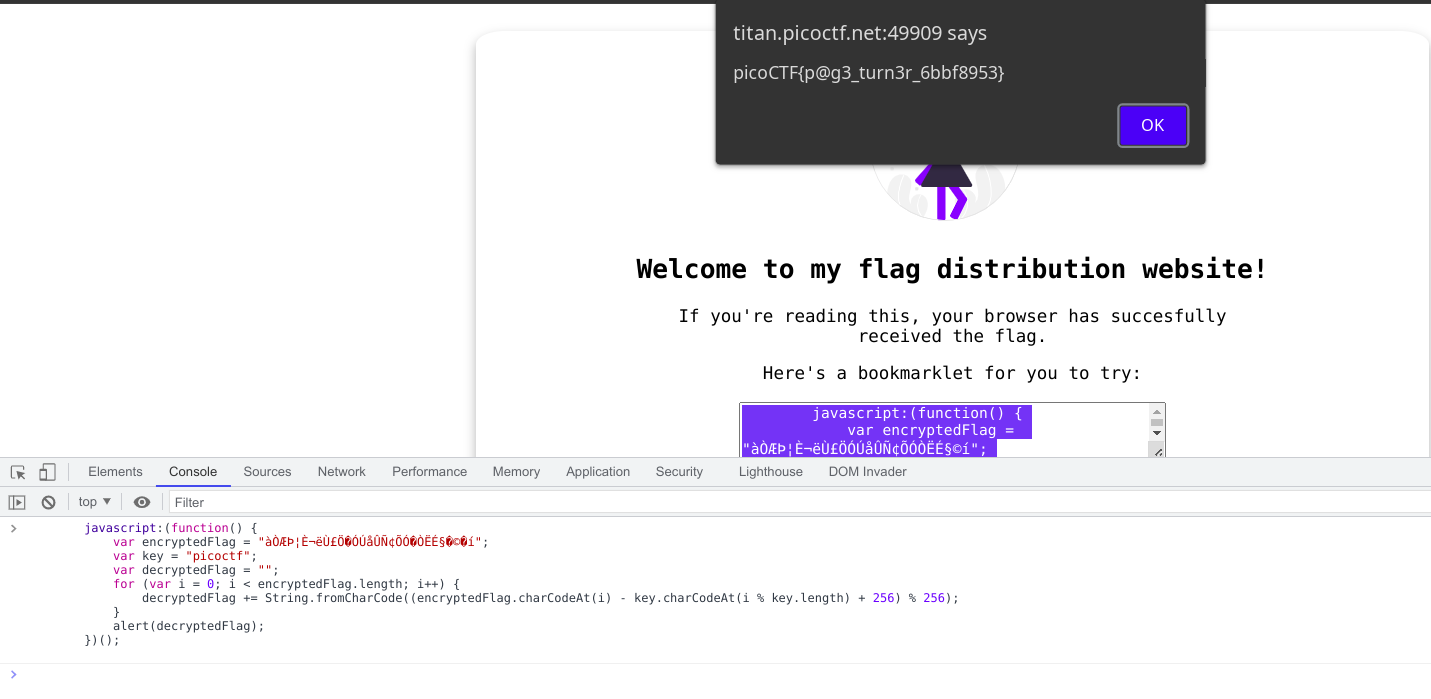 titan.picoctf.net:49909 says
picoCTF{p@g3_turn3r_6bbf8953}
OK
Welcome to my flag distribution website!
If you're reading this, your browser has succesfully
received the flag.
Here's a bookmarklet for you to try:
javascript:(function() {
var encryptedFlag =
"àÒÆÞ¦È¬ëÙ£ÖÓÚåÛÑ¢ÕÓÒËÉ§©í";
Elements Console Sources Network Performance Memory Application Security Lighthouse DOM Invader
top Filter
javascript:(function() {
var encryptedFlag = "àÒÆÞ¦È¬ëÙ£Ö�ÓÚåÛÑ¢ÕÓ�ÒËÉ§�©�í";
var key = "picoctf";
var decryptedFlag = "";
for (var i = 0; i < encryptedFlag.length; i++) {
decryptedFlag += String.fromCharCode((encryptedFlag.charCodeAt(i) - key.charCodeAt(i % key.length) + 256) % 256);
}
alert(decryptedFlag);
})();